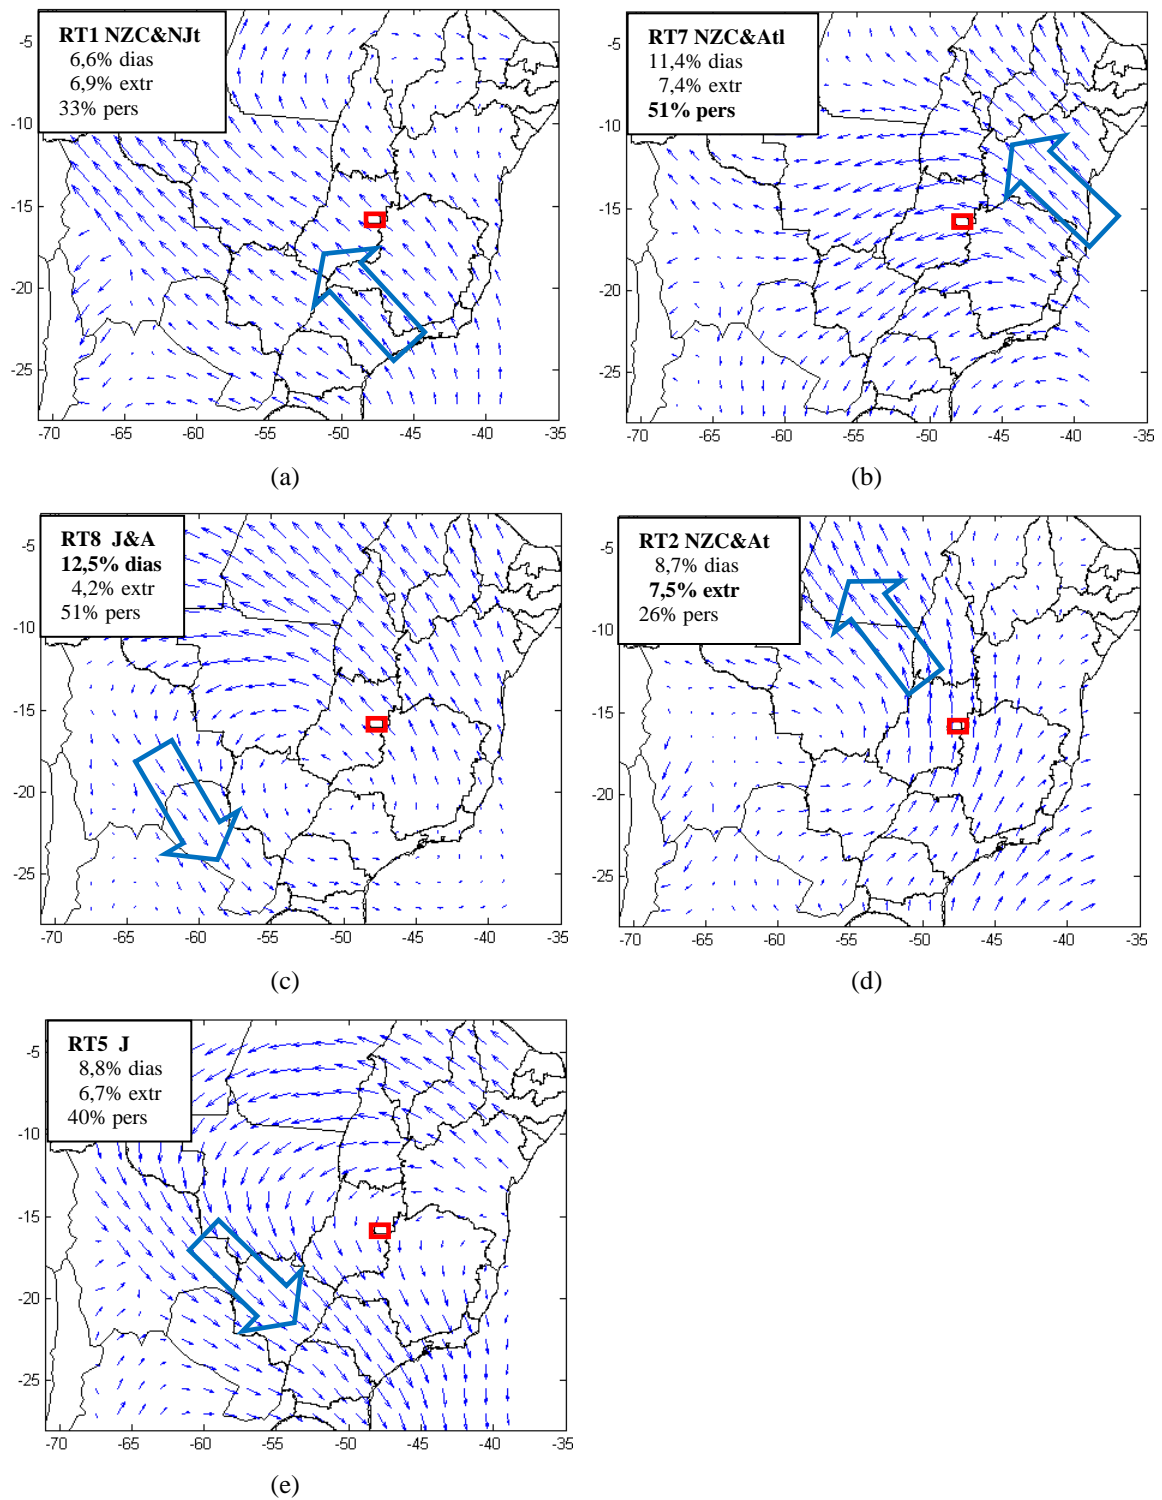 RT1 NZC&NJt
6,6% dias
6,9% extr
33% pers
-5
-10
-15
-20
-25
-70 -65 -60 -55 -50 -45 -40 -35
(a)
RT7 NZC&Atl
11,4% dias
7,4% extr
51% pers
-5
-10
-15
-20
-25
-70 -65 -60 -55 -50 -45 -40 -35
(b)
RT8 J&A
12,5% dias
4,2% extr
51% pers
-5
-10
-15
-20
-25
-70 -65 -60 -55 -50 -45 -40 -35
(c)
RT2 NZC&At
8,7% dias
7,5% extr
26% pers
-5
-10
-15
-20
-25
-70 -65 -60 -55 -50 -45 -40 -35
(d)
RT5 J
8,8% dias
6,7% extr
40% pers
-5
-10
-15
-20
-25
-70 -65 -60 -55 -50 -45 -40 -35
(e)